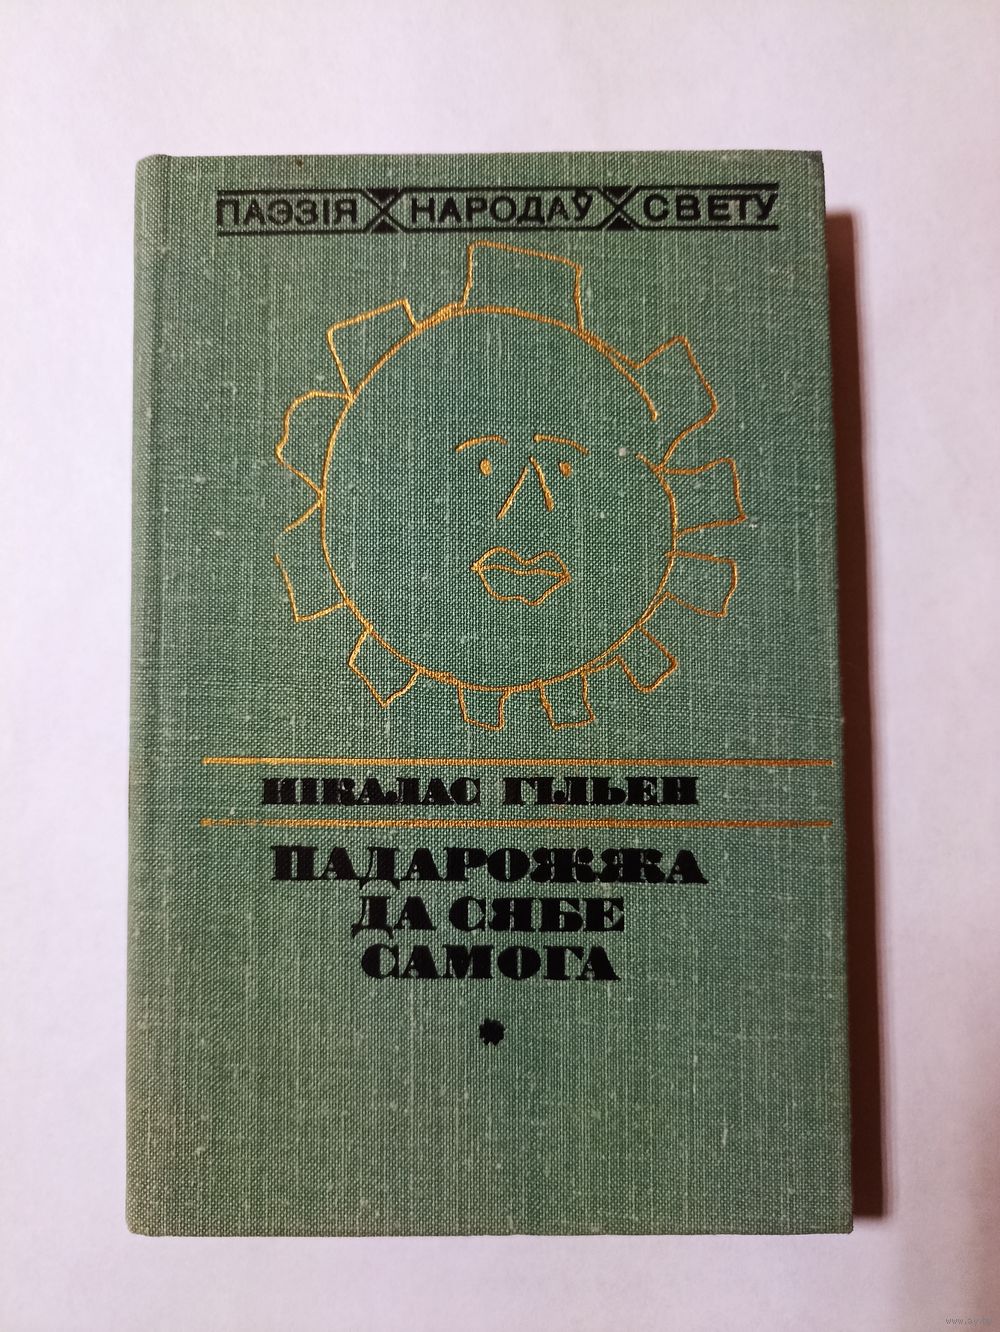 ПАЭЗІЯ НАРОДАЎ СВЕТУ
НІКАЛАС ГІЛЬЕН
ПАДАРОЖЖА
ДА СЯБЕ
САМОГА